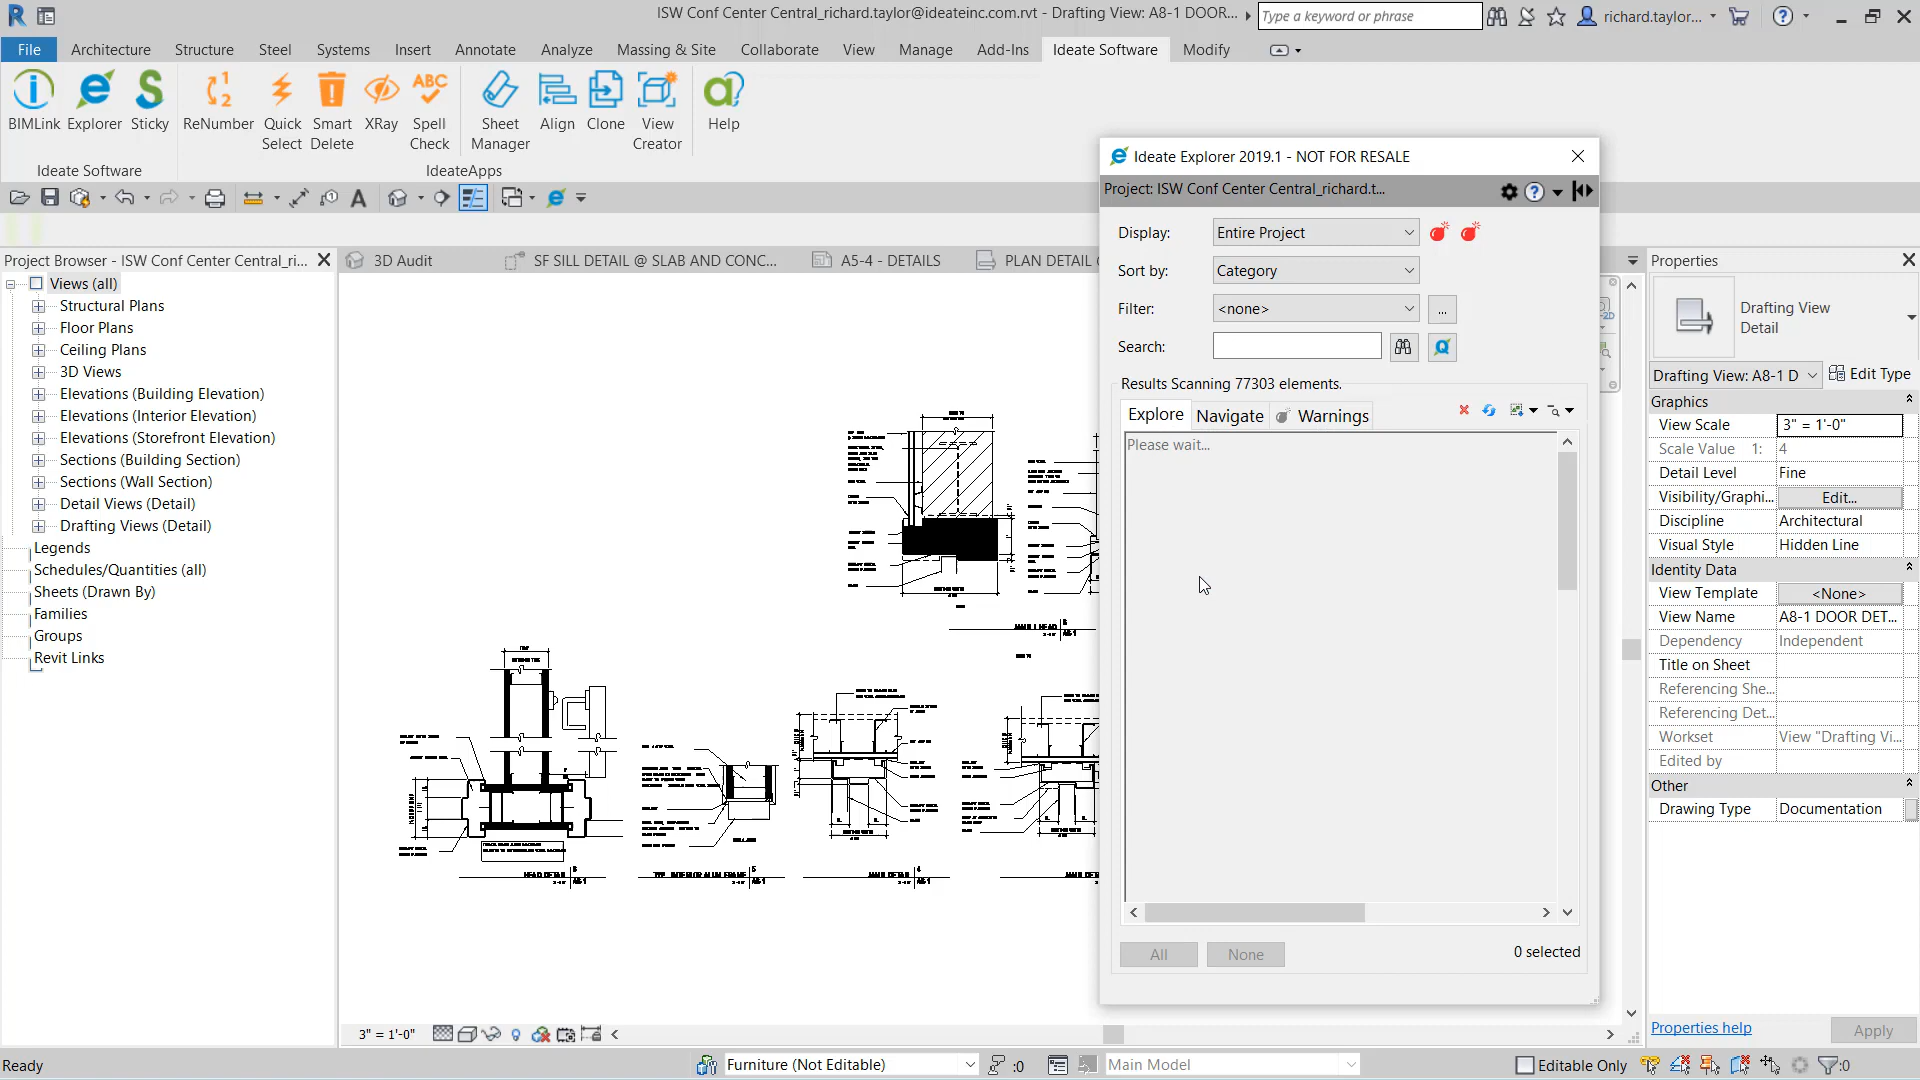 ISW Conf Center Central_richard.taylor@ideateinc.com.rvt - Drafting View: A8-1 DOOR...
Type a keyword or phrase
richard.taylor...
File Architecture Structure Steel Systems Insert Annotate Analyze Massing & Site Collaborate View Manage Add-Ins Ideate Software Modify
BIMLink Explorer Sticky ReNumber Quick Select Smart Delete XRay ABC Spell Check Sheet Manager Align Clone View Creator Help
Ideate Software
IdeateApps
Project Browser - ISW Conf Center Central_ri...
Views (all)
Structural Plans
Floor Plans
Ceiling Plans
3D Views
Elevations (Building Elevation)
Elevations (Interior Elevation)
Elevations (Storefront Elevation)
Sections (Building Section)
Sections (Wall Section)
Detail Views (Detail)
Drafting Views (Detail)
Legends
Schedules/Quantities (all)
Sheets (Drawn By)
Families
Groups
Revit Links
3D Audit
SF SILL DETAIL @ SLAB AND CONC...
A5-4 - DETAILS
PLAN DETAIL
Ideate Explorer 2019.1 - NOT FOR RESALE
Project: ISW Conf Center Central_richard.t...
Display: Entire Project
Sort by: Category
Filter: <none> ...
Search:
Results Scanning 77303 elements.
Explore Navigate Warnings
Please wait...
All None 0 selected
Properties
Drafting View
Detail
Drafting View: A8-1 D Edit Type
Graphics
View Scale 3" = 1'-0"
Scale Value 1: 4
Detail Level Fine
Visibility/Graphi... Edit...
Discipline Architectural
Visual Style Hidden Line
Identity Data
View Template <None>
View Name A8-1 DOOR DET...
Dependency Independent
Title on Sheet
Referencing She...
Referencing Det...
Workset View "Drafting Vi...
Edited by
Other
Drawing Type Documentation
Properties help Apply
3" = 1'-0"
Ready
Furniture (Not Editable)
:0
Main Model
Editable Only
:0